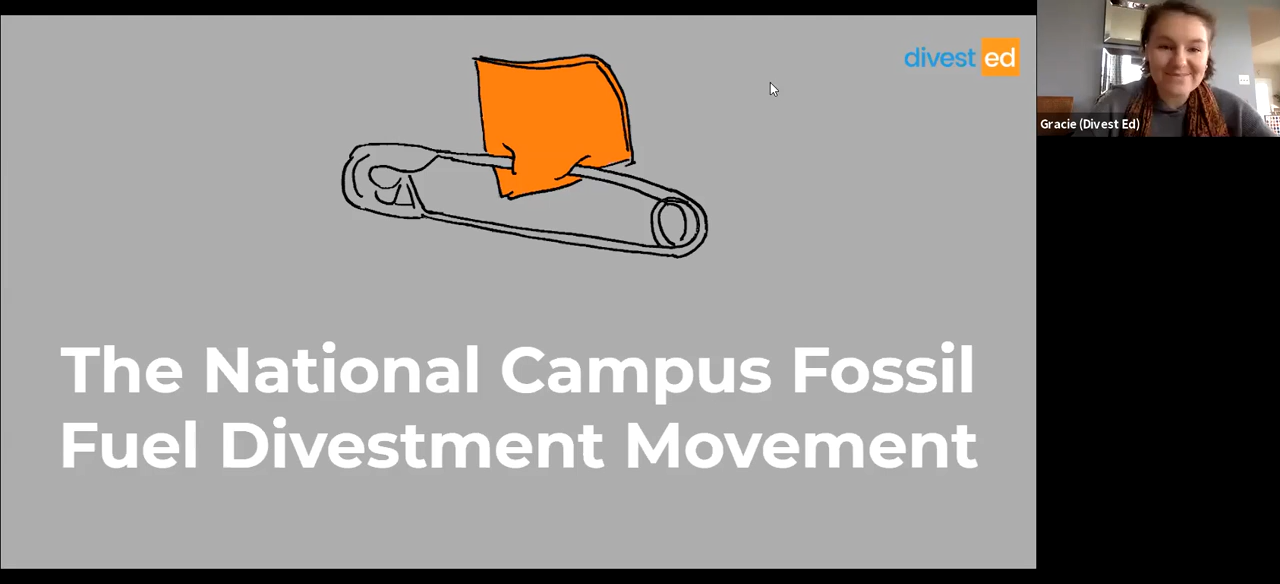 divest ed
Gracie (Divest Ed)
The National Campus Fossil
Fuel Divestment Movement